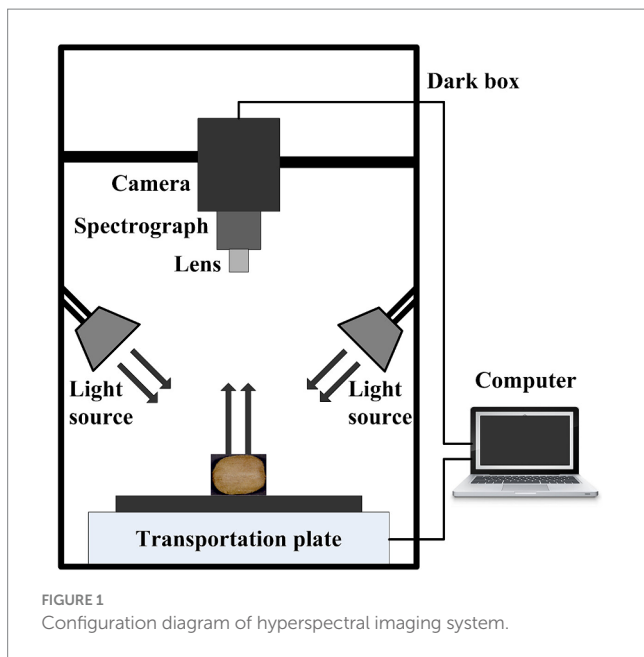 Dark box
Camera
Spectrograph
Lens
Light
source
Light
source
Computer
Transportation plate
FIGURE 1
Configuration diagram of hyperspectral imaging system.